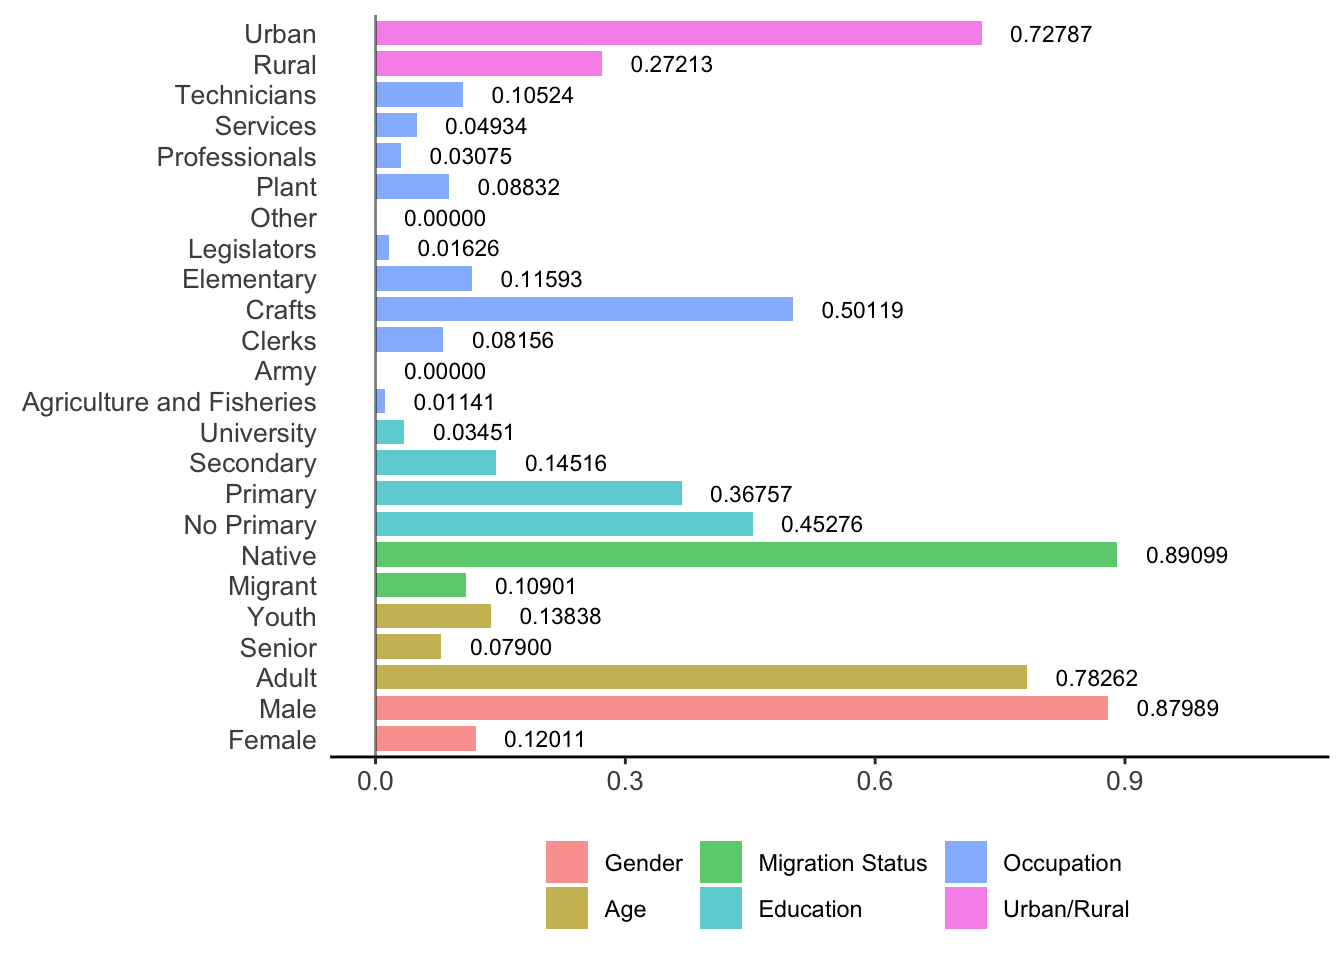 Urban 0.72787
Rural 0.27213
Technicians 0.10524
Services 0.04934
Professionals 0.03075
Plant 0.08832
Other 0.00000
Legislators 0.01626
Elementary 0.11593
Crafts 0.50119
Clerks 0.08156
Army 0.00000
Agriculture and Fisheries 0.01141
University 0.03451
Secondary 0.14516
Primary 0.36757
No Primary 0.45276
Native 0.89099
Migrant 0.10901
Youth 0.13838
Senior 0.07900
Adult 0.78262
Male 0.87989
Female 0.12011
0.0 0.3 0.6 0.9
Gender Migration Status Occupation
Age Education Urban/Rural